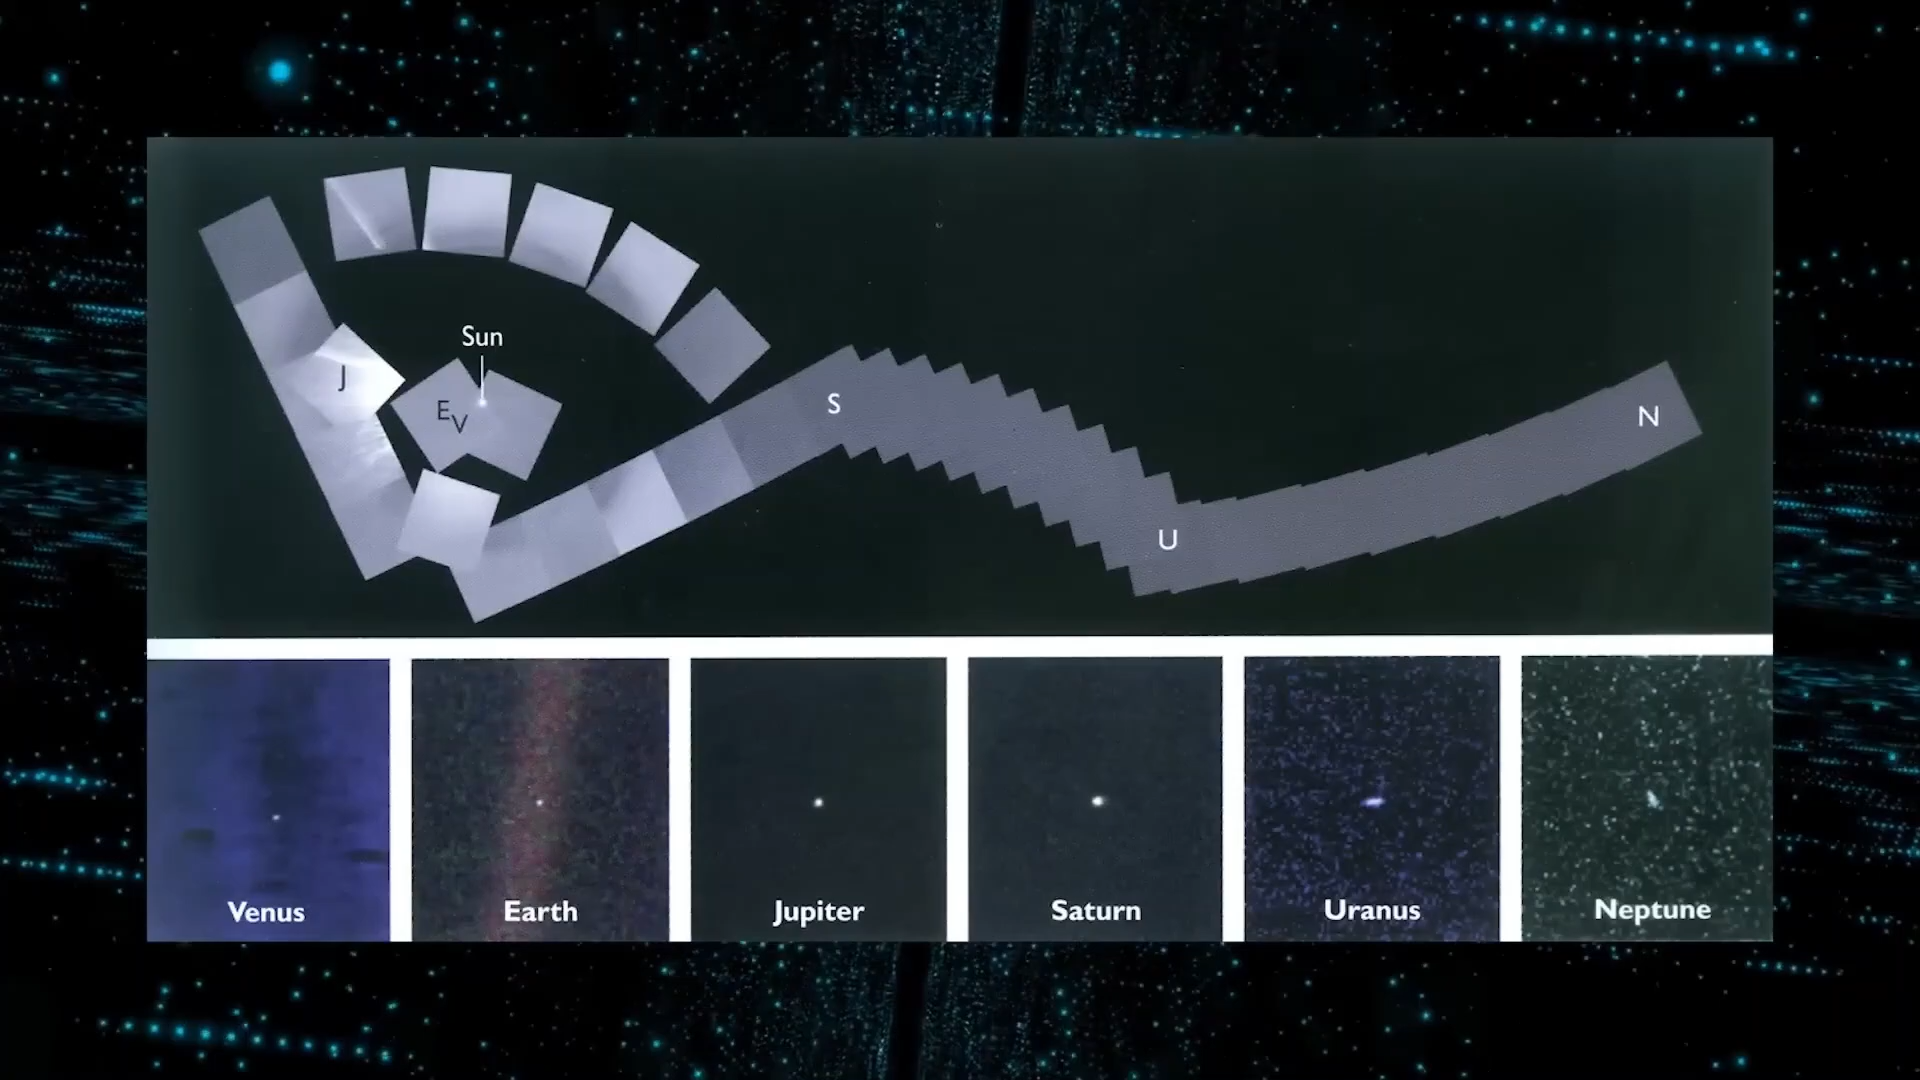 Sun
J
E
V
S
U
N
Venus
Earth
Jupiter
Saturn
Uranus
Neptune